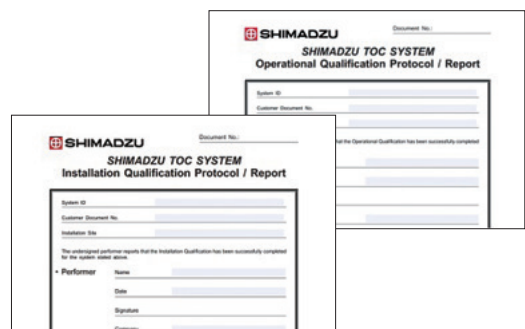 SHIMADZU
Document No.:
SHIMADZU TOC SYSTEM
Operational Qualification Protocol / Report
System ID
Customer Document No.
that the Operational Qualification has been successfully completed
SHIMADZU
Document No.:
SHIMADZU TOC SYSTEM
Installation Qualification Protocol / Report
System ID
Customer Document No.
Installation Site
The undersigned performer reports that the Installation Qualification has been successfully completed
for the system stated above.
• Performer
Name
Date
Signature
Company